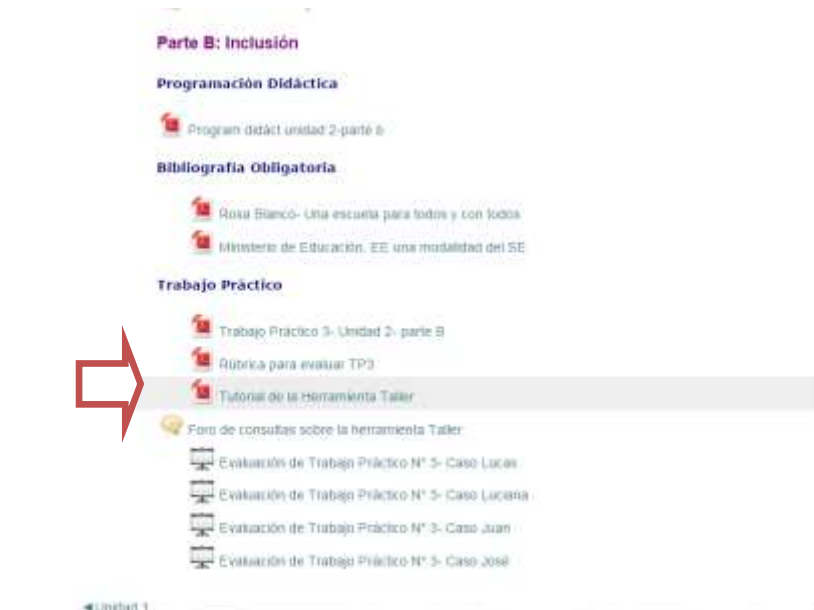 Parte B: Inclusión
Programación Didáctica
Program didáct unidad 2-parte b
Bibliografía Obligatoria
Rosa Blanco- Una escuela para todos y con todos
Ministerio de Educación. EE una modalidad del SE
Trabajo Práctico
Trabajo Práctico 3- Unidad 2- parte B
Rúbrica para evaluar TP3
Tutorial de la Herramienta Taller
Foro de consultas sobre la herramienta Taller
Evaluación de Trabajo Práctico N° 3- Caso Lucas
Evaluación de Trabajo Práctico N° 3- Caso Luciana
Evaluación de Trabajo Práctico N° 3- Caso Juan
Evaluación de Trabajo Práctico N° 3- Caso José
◀Unidad 1